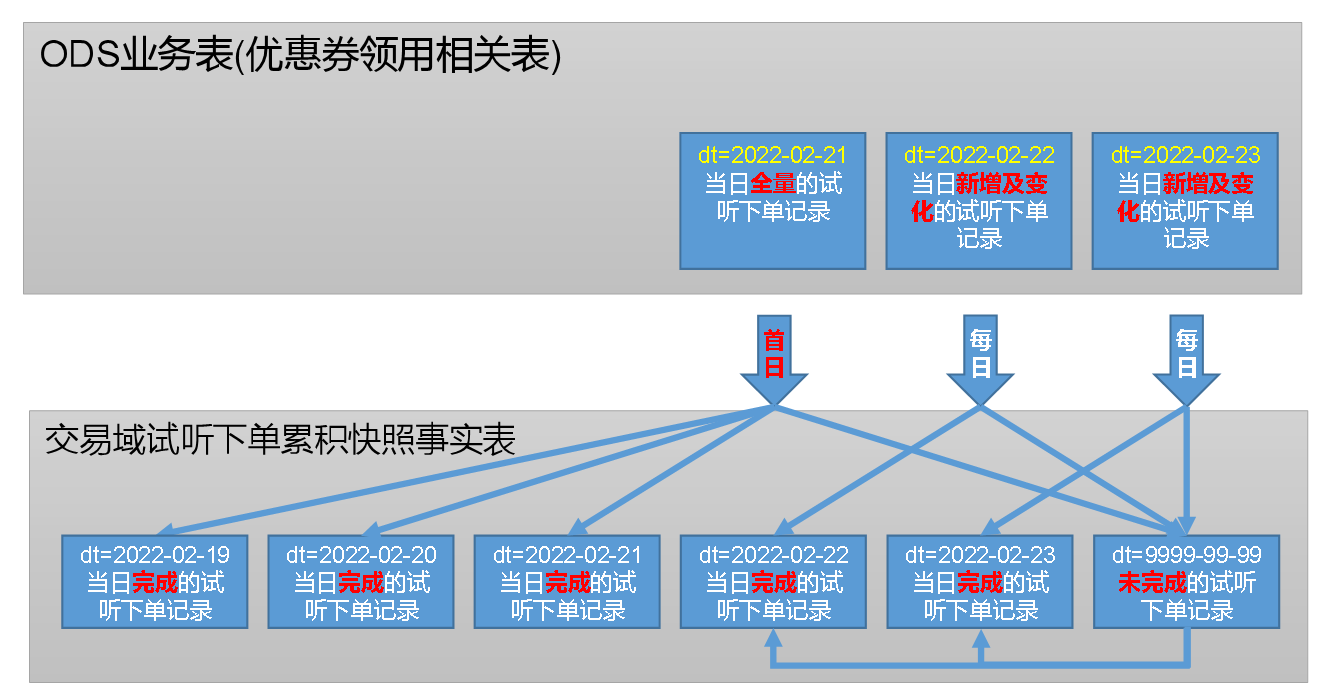 ODS业务表(优惠券领用相关表)
dt=2022-02-21
当日全量的试
听下单记录
dt=2022-02-22
当日新增及变
化的试听下单
记录
dt=2022-02-23
当日新增及变
化的试听下单
记录
首
日
每
日
每
日
交易域试听下单累积快照事实表
dt=2022-02-19
当日完成的试
听下单记录
dt=2022-02-20
当日完成的试
听下单记录
dt=2022-02-21
当日完成的试
听下单记录
dt=2022-02-22
当日完成的试
听下单记录
dt=2022-02-23
当日完成的试
听下单记录
dt=9999-99-99
未完成的试听
下单记录